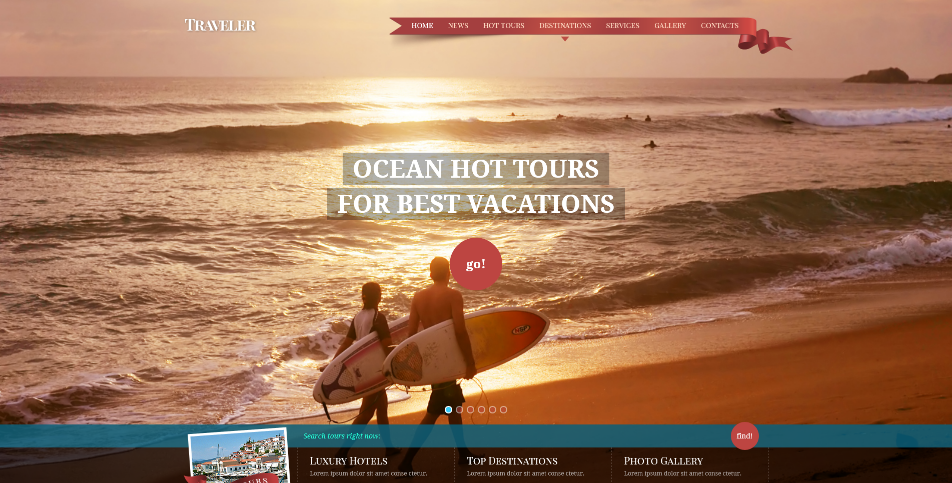 Traveler
HOME NEWS HOT TOURS DESTINATIONS SERVICES GALLERY CONTACTS
OCEAN HOT TOURS
FOR BEST VACATIONS
go!
Search tours right now:
find!
Luxury Hotels
Lorem ipsum dolor sit amet conse ctetur.
Top Destinations
Lorem ipsum dolor sit amet conse ctetur.
Photo Gallery
Lorem ipsum dolor sit amet conse ctetur.